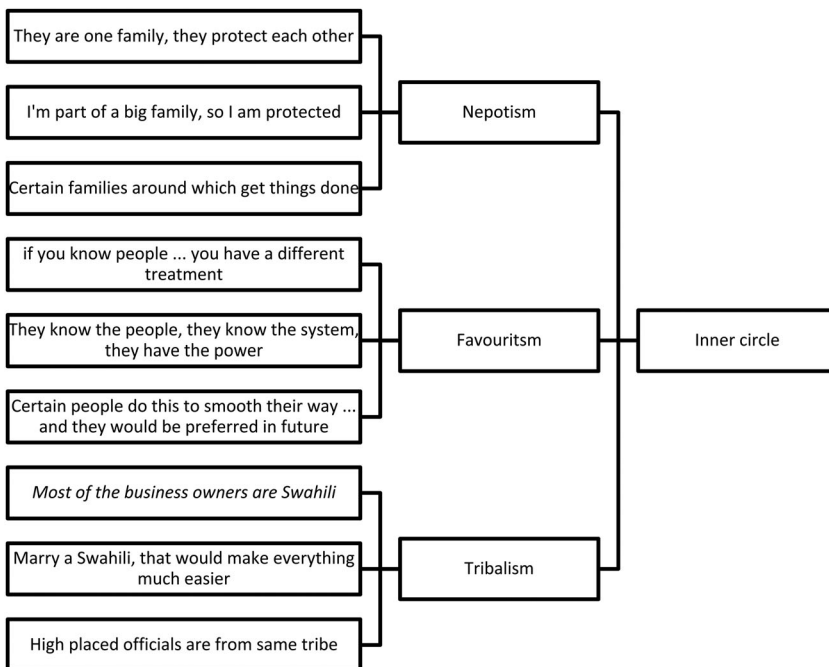 They are one family, they protect each other
I'm part of a big family, so I am protected
Certain families around which get things done
Nepotism
if you know people ... you have a different
treatment
They know the people, they know the system,
they have the power
Certain people do this to smooth their way ...
and they would be preferred in future
Favouritsm
Most of the business owners are Swahili
Marry a Swahili, that would make everything
much easier
High placed officials are from same tribe
Tribalism
Inner circle